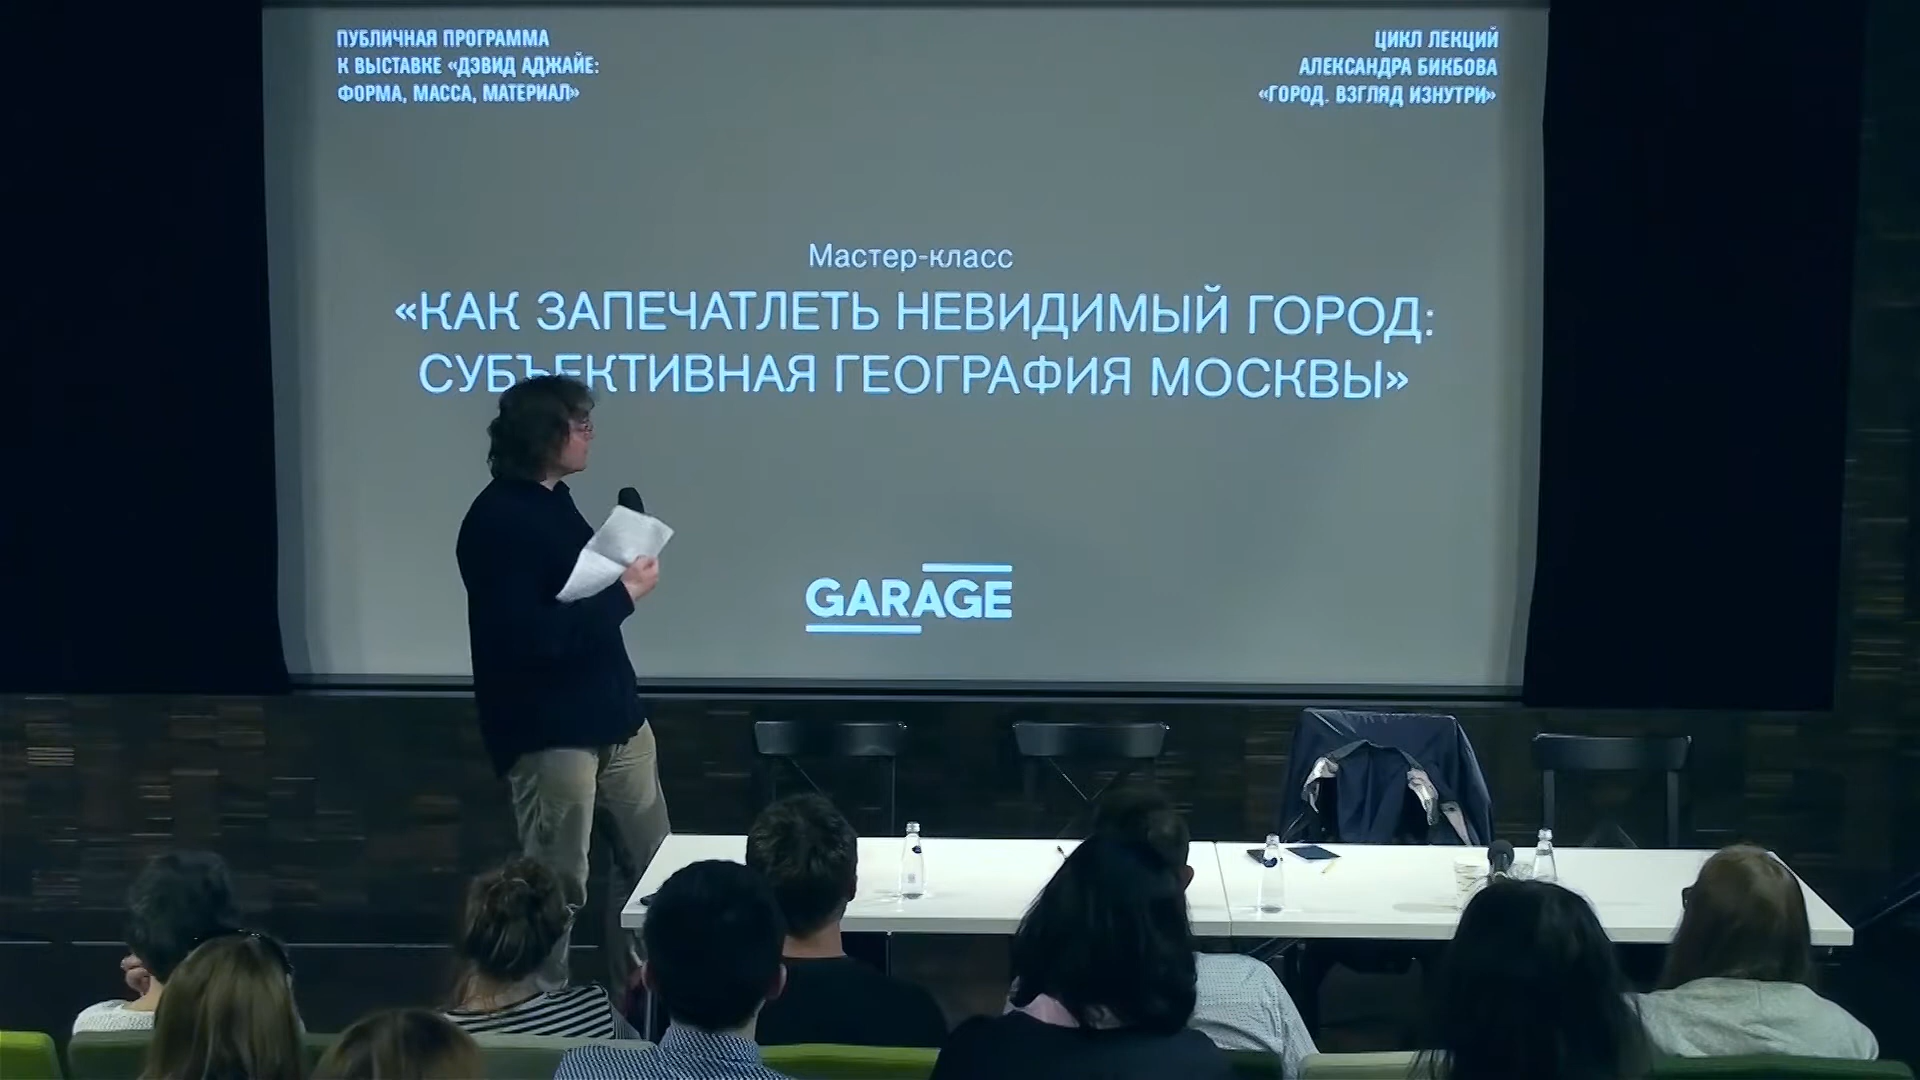 ПУБЛИЧНАЯ ПРОГРАММА
К ВЫСТАВКЕ «ДЭВИД АДЖАЙЕ:
ФОРМА, МАССА, МАТЕРИАЛ»
ЦИКЛ ЛЕКЦИЙ
АЛЕКСАНДРА БИКБОВА
«ГОРОД. ВЗГЛЯД ИЗНУТРИ»
Мастер-класс
«КАК ЗАПЕЧАТЛЕТЬ НЕВИДИМЫЙ ГОРОД:
СУБЪЕКТИВНАЯ ГЕОГРАФИЯ МОСКВЫ»
GARAGE